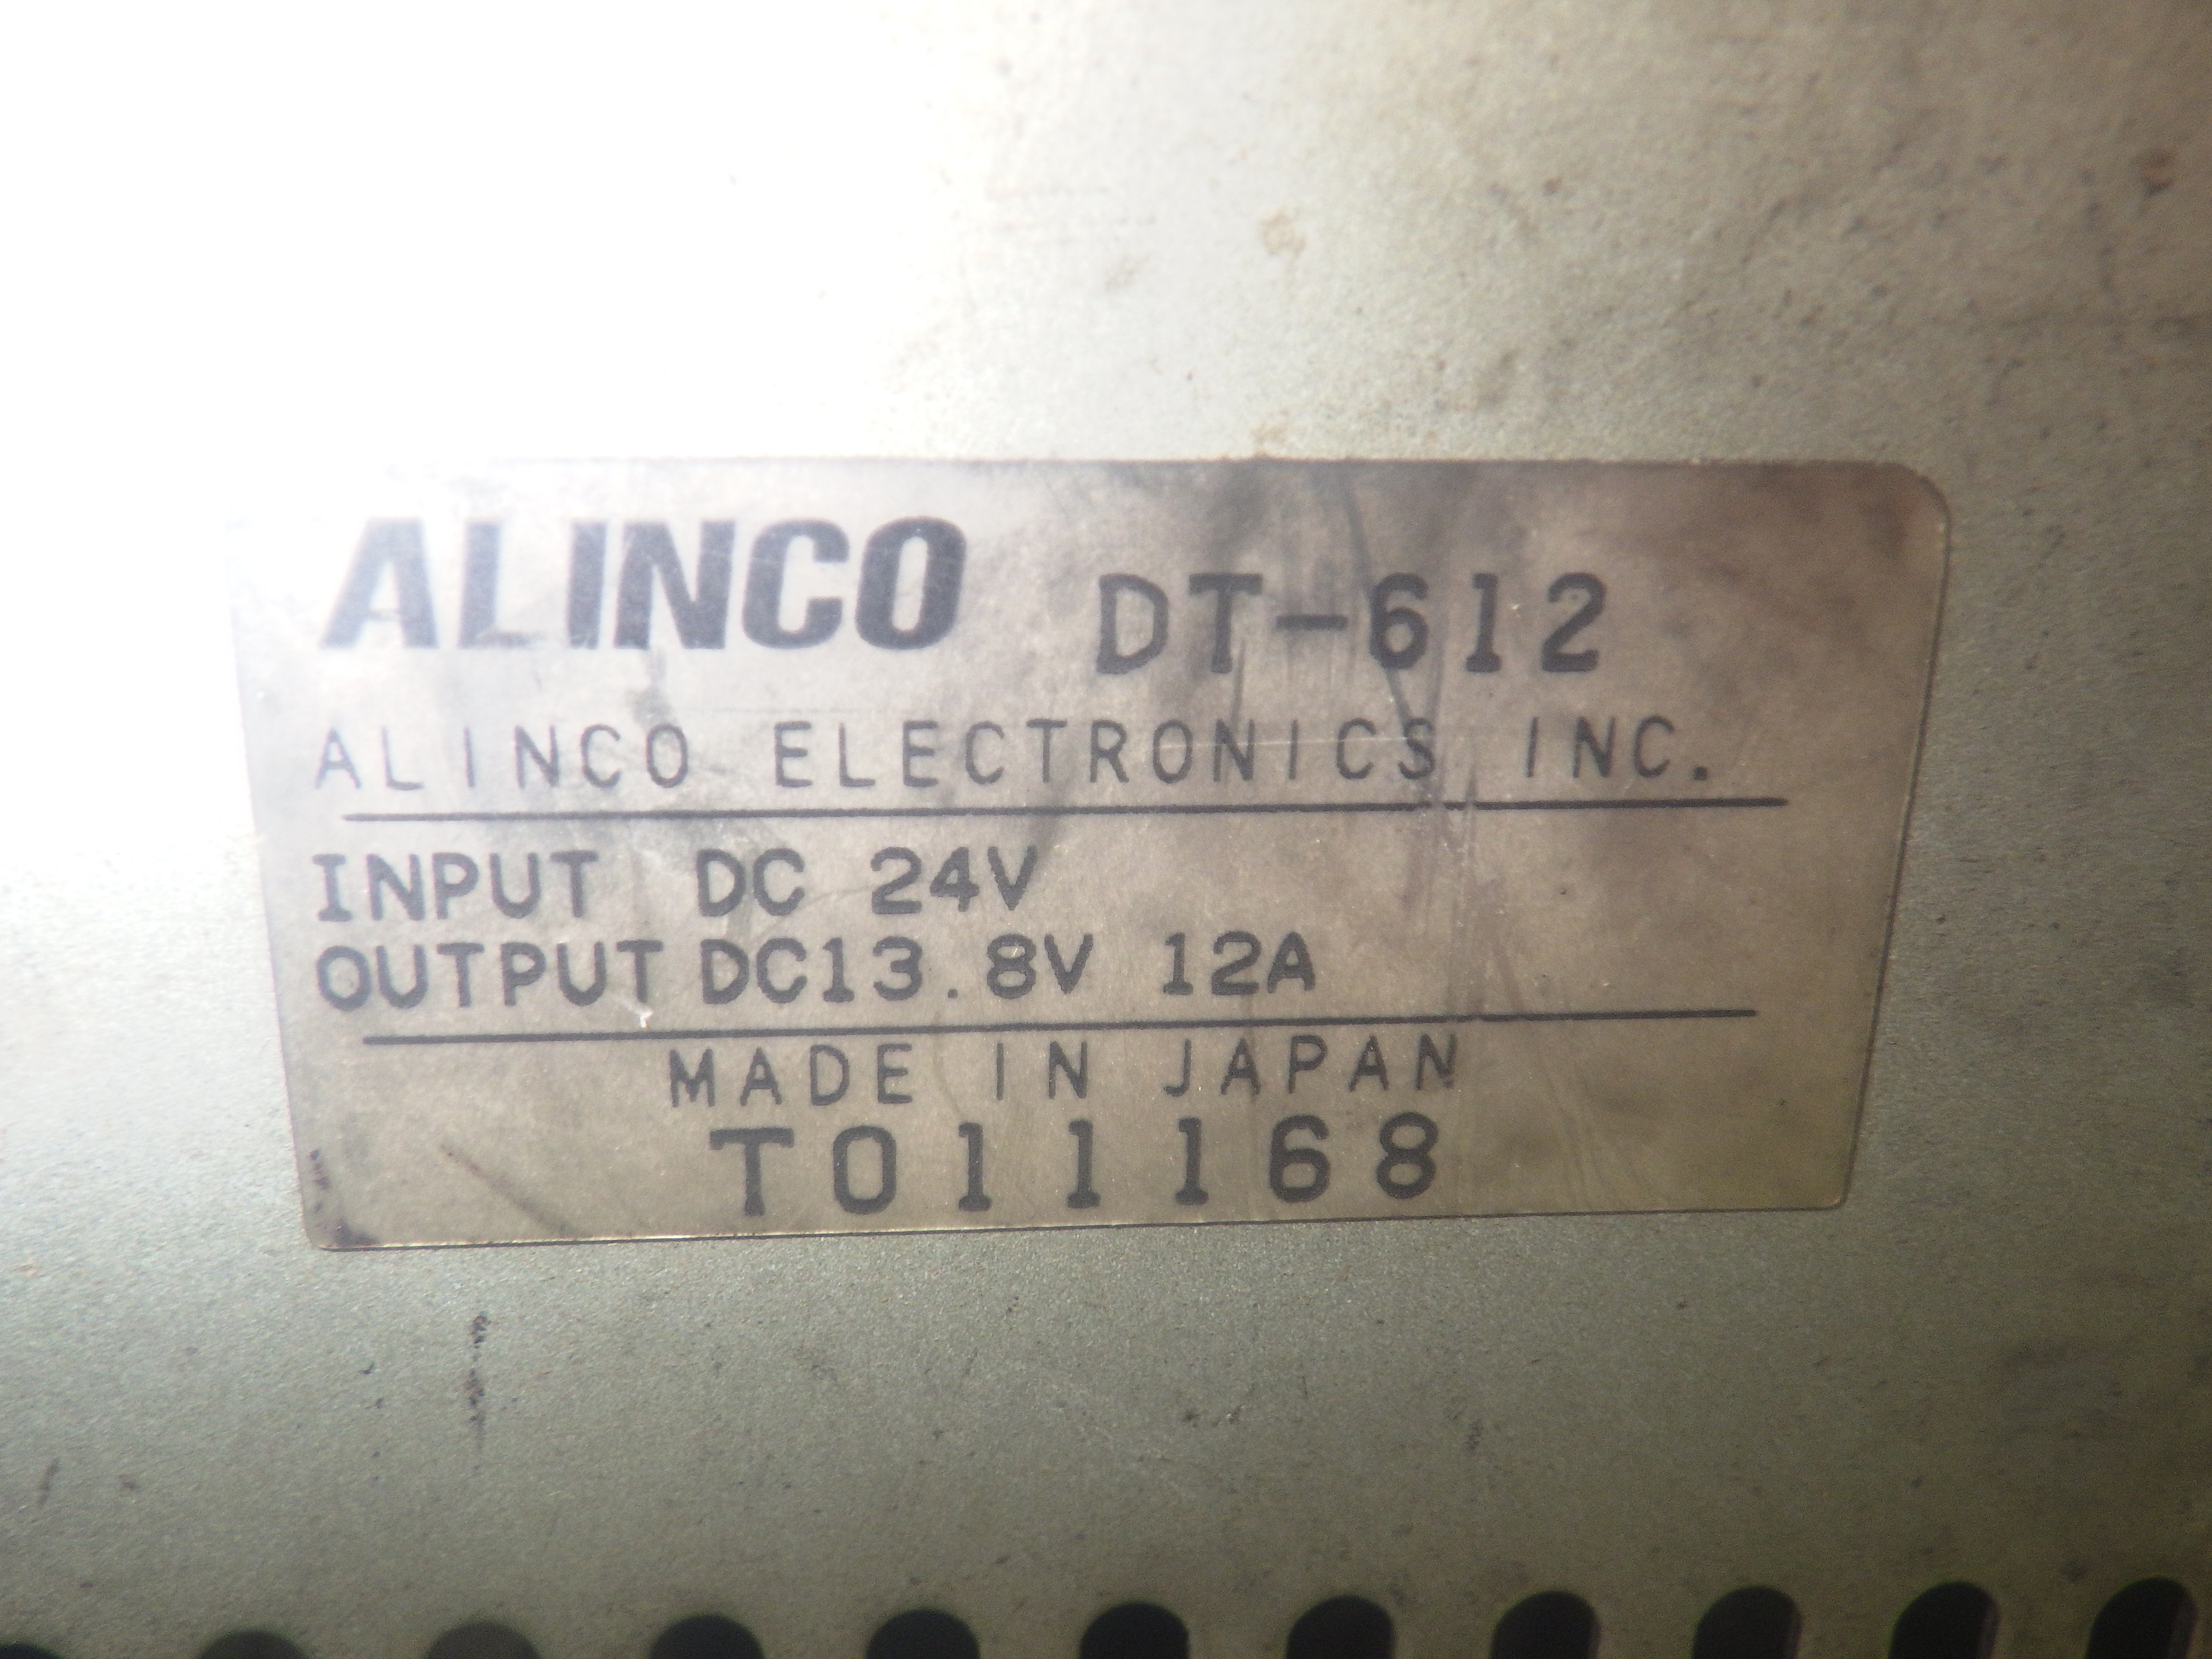 ALINCO DT-612
ALINCO ELECTRONICS INC.
INPUT DC 24V
OUTPUT DC13.8V 12A
MADE IN JAPAN
T011168